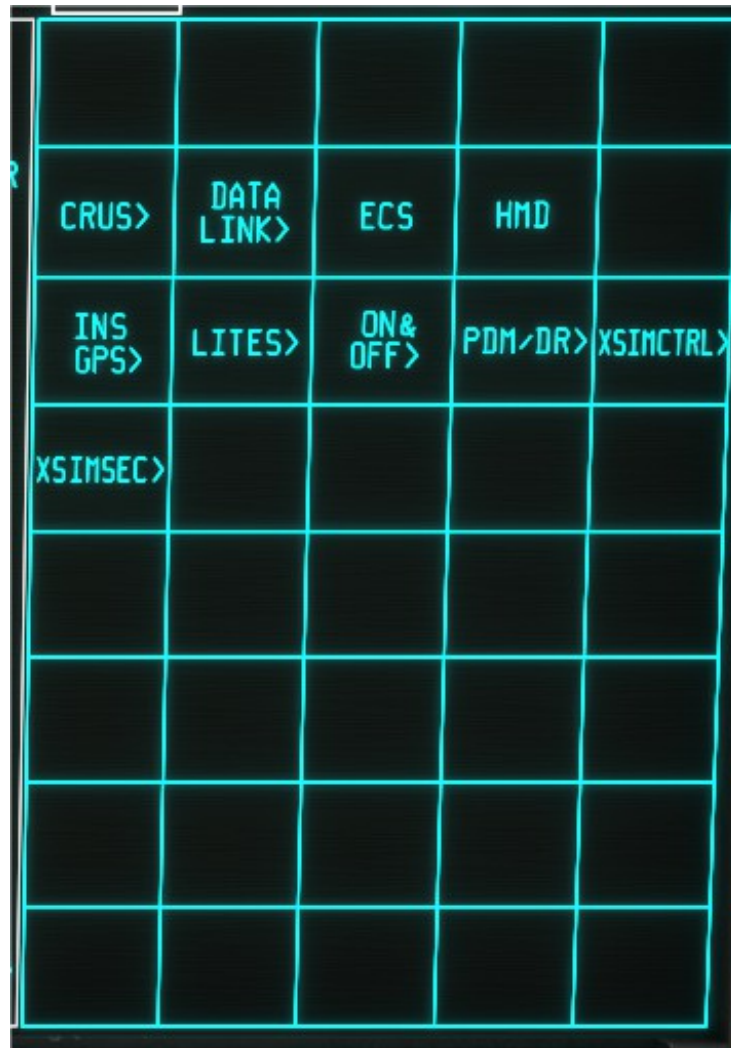 R
CRUS>
DATA
LINK>
ECS
HMD
INS
GPS>
LITES>
ON&
OFF>
PDM/DR>
XSIMCTRL>
XSIMSEC>